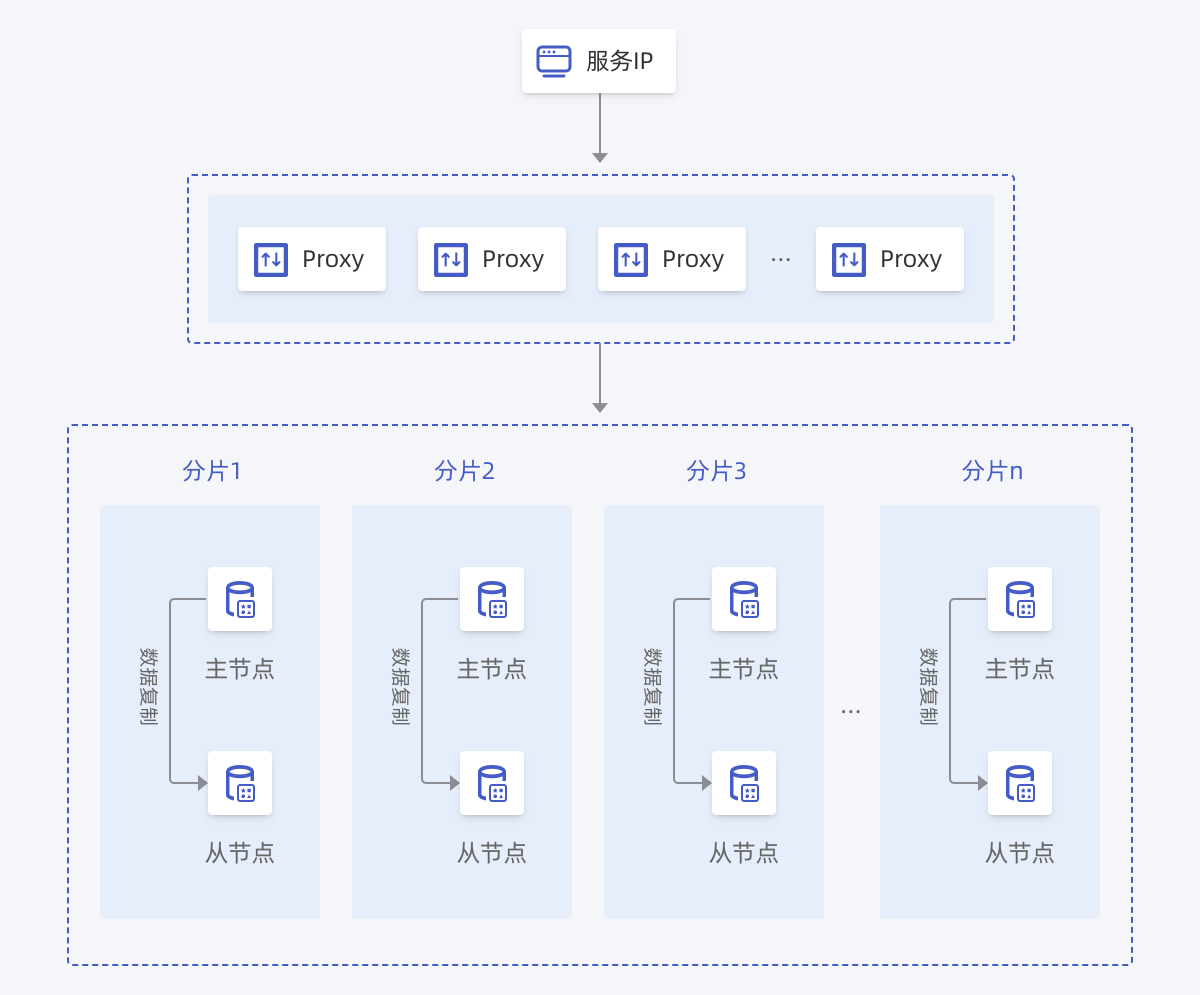 服务IP
Proxy
Proxy
Proxy
...
Proxy
分片1
分片2
分片3
分片n
数据复制
主节点
从节点
数据复制
主节点
从节点
数据复制
主节点
从节点
...
数据复制
主节点
从节点